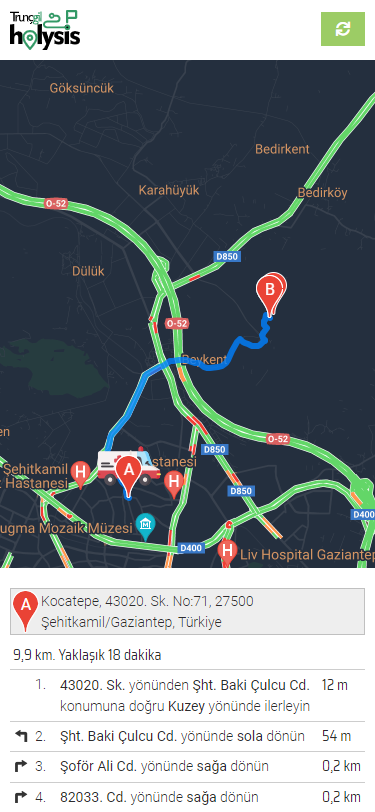 Trunçgil
holysis
Göksüncük
Bedirkent
Karahüyük
Bedirköy
O-52
D850
Dülük
B
O-52
Beykent
en
O-52
D850
Şehitkamil
t Hastanesi
H
A
stanesi
H
D850
D400
ugma Mozaik Müzesi
D400
H
Liv Hospital Gaziantep
A
Kocatepe, 43020. Sk. No:71, 27500
Şehitkamil/Gaziantep, Türkiye
9,9 km. Yaklaşık 18 dakika
1. 43020. Sk. yönünden Şht. Baki Çulcu Cd. 12 m
konumuna doğru Kuzey yönünde ilerleyin
2. Şht. Baki Çulcu Cd. yönünde sola dönün 54 m
3. Şoför Ali Cd. yönünde sağa dönün 0,2 km
4. 82033. Cd. yönünde sağa dönün 0,2 km